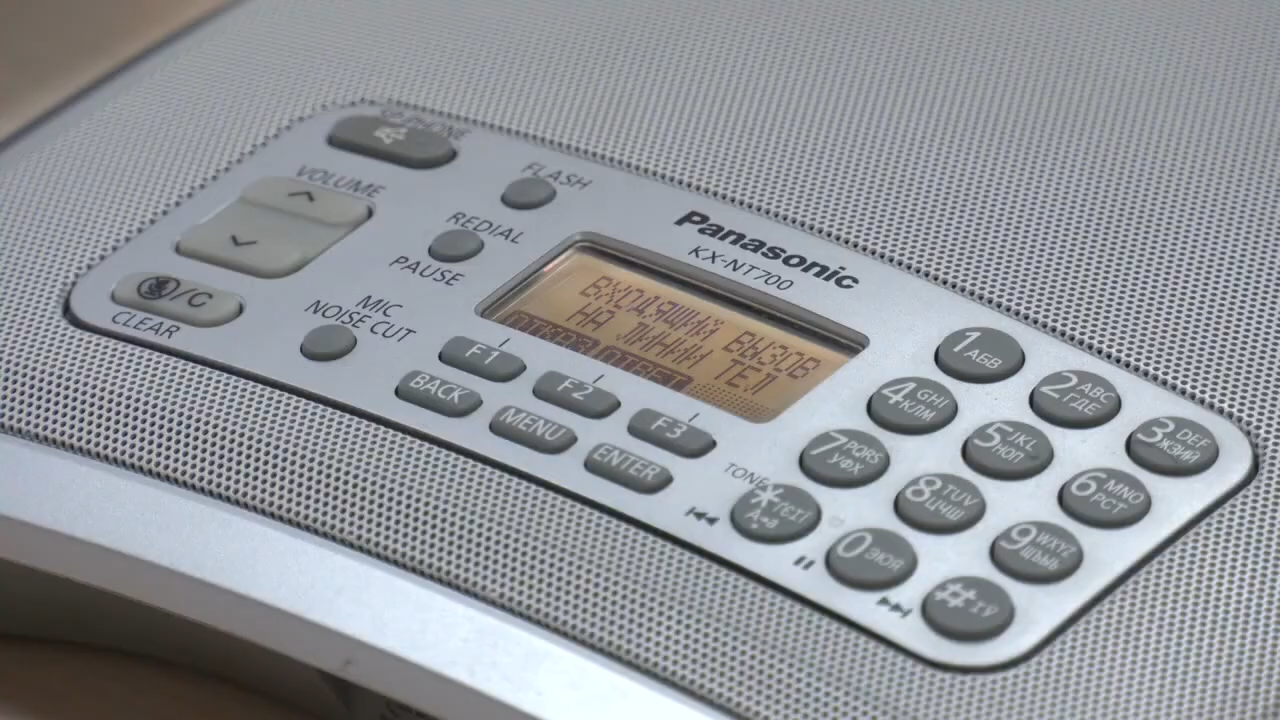 SP-PHONE
VOLUME
FLASH
REDIAL
PAUSE
/C
CLEAR
MIC
NOISE CUT
Panasonic
KX-NT700
ВХОДЯЩИЙ ВЫЗОВ
НА ЛИНИИ ТЕЛ
ОТКАЗ ОТВЕТ
F1
F2
F3
BACK
MENU
ENTER
1 АБВ
2 ABC ГДЕ
3 DEF ЖЗИЙ
4 GHI КЛМ
5 JKL НОП
6 MNO РСТ
7 PQRS УФХ
8 TUV ЦЧШ
9 WXYZ ЩЪЫЬ
TONE
*
0 ЭЮЯ
#